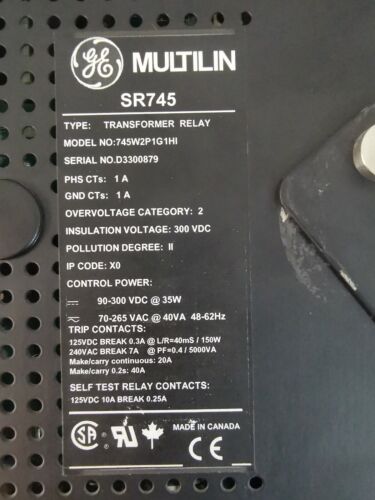 GE MULTILIN
SR745
TYPE: TRANSFORMER RELAY
MODEL NO:745W2P1G1HI
SERIAL NO.D3300879
PHS CTs: 1 A
GND CTs: 1 A
OVERVOLTAGE CATEGORY: 2
INSULATION VOLTAGE: 300 VDC
POLLUTION DEGREE: II
IP CODE: X0
CONTROL POWER:
90-300 VDC @ 35W
70-265 VAC @ 40VA 48-62Hz
TRIP CONTACTS:
125VDC BREAK 0.3A @ L/R=40mS / 150W
240VAC BREAK 7A @ PF=0.4 / 5000VA
Make/carry continuous: 20A
Make/carry 0.2s: 40A
SELF TEST RELAY CONTACTS:
125VDC 10A BREAK 0.25A
MADE IN CANADA
SA UR CE